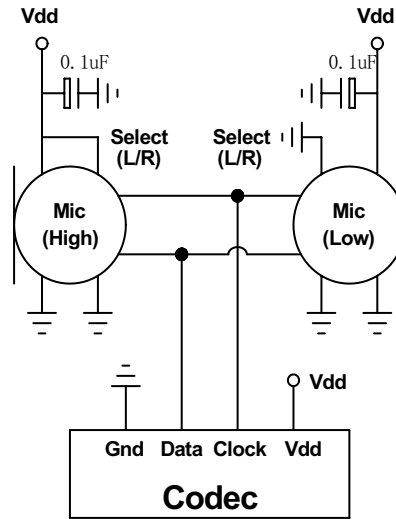 Vdd
Vdd
0.1uF
0.1uF
Select
(L/R)
Select
(L/R)
Mic
(High)
Mic
(Low)
Vdd
Gnd Data Clock Vdd
Codec